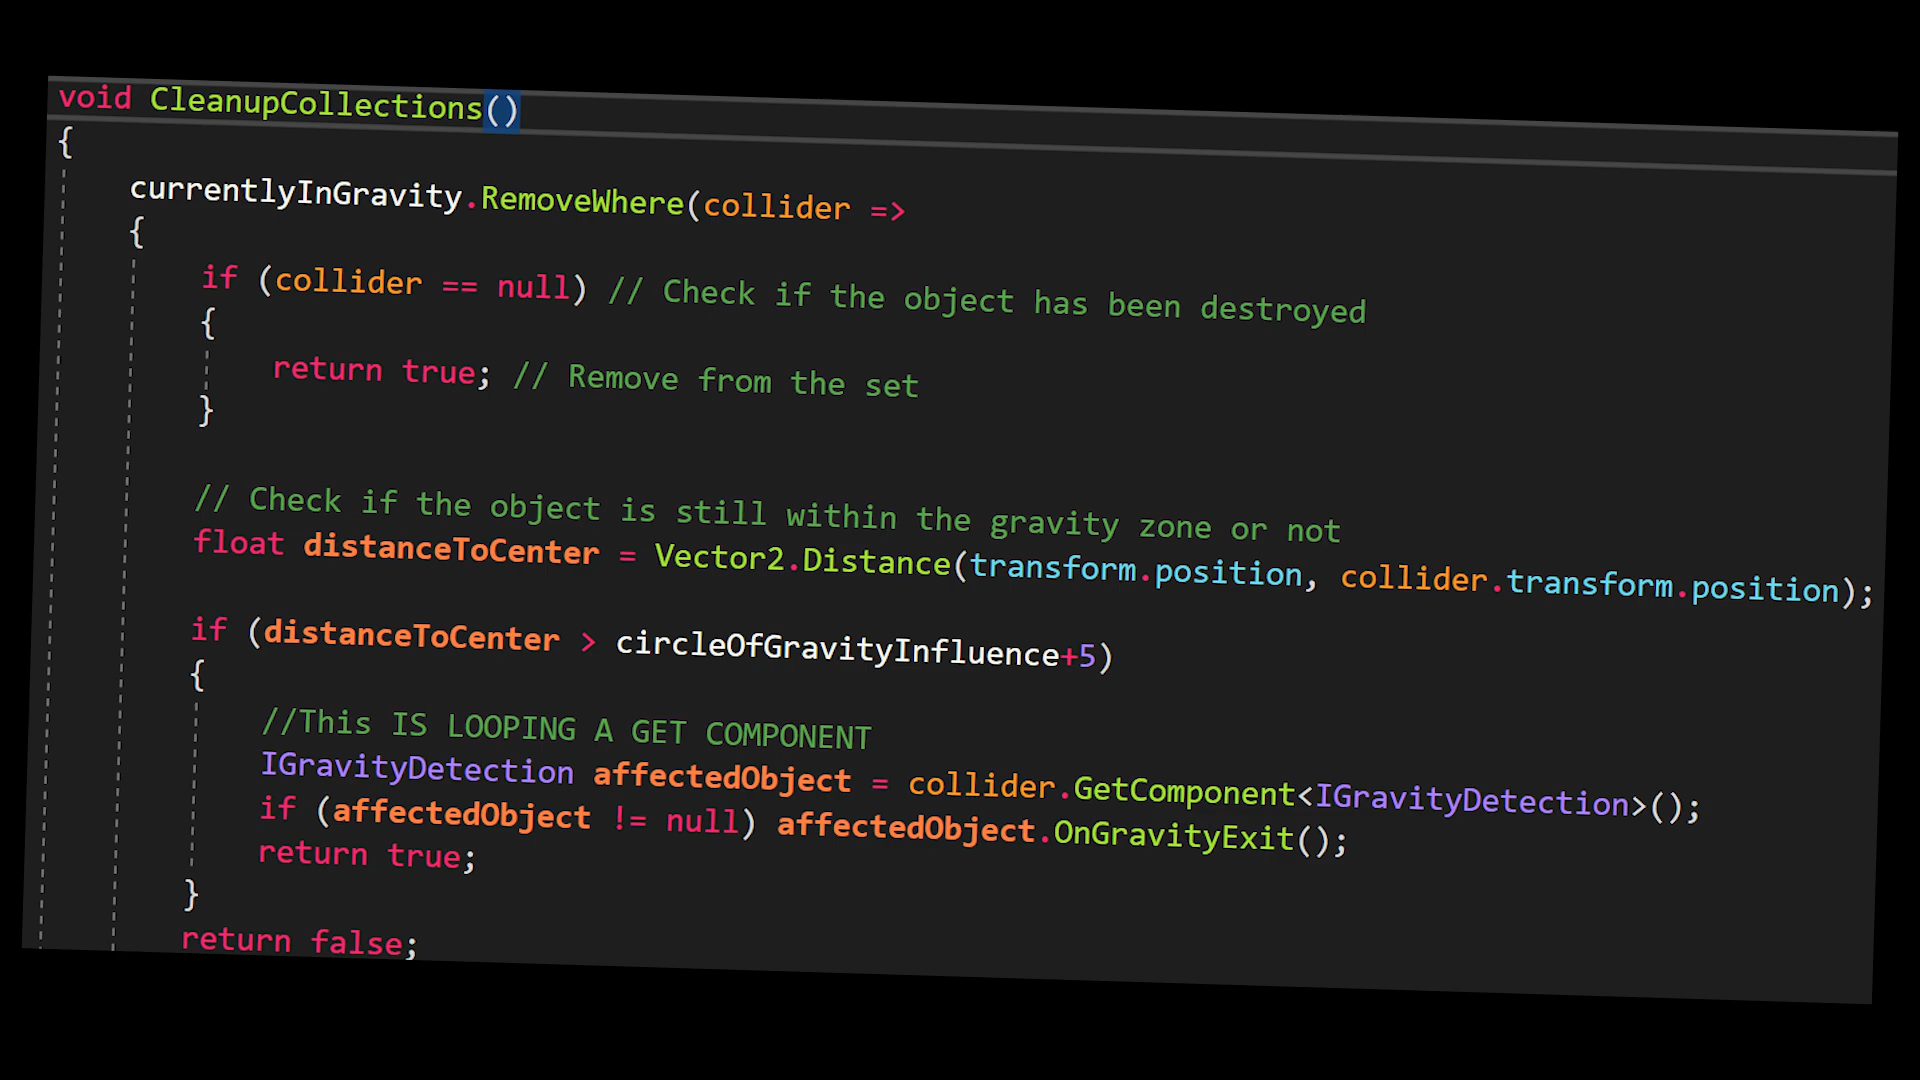 void CleanupCollections()
{
currentlyInGravity.RemoveWhere(collider =>
{
if (collider == null) // Check if the object has been destroyed
{
return true; // Remove from the set
}
// Check if the object is still within the gravity zone or not
float distanceToCenter = Vector2.Distance(transform.position, collider.transform.position);
if (distanceToCenter > circleOfGravityInfluence+5)
{
//This IS LOOPING A GET COMPONENT
IGravityDetection affectedObject = collider.GetComponent<IGravityDetection>();
if (affectedObject != null) affectedObject.OnGravityExit();
return true;
}
return false;